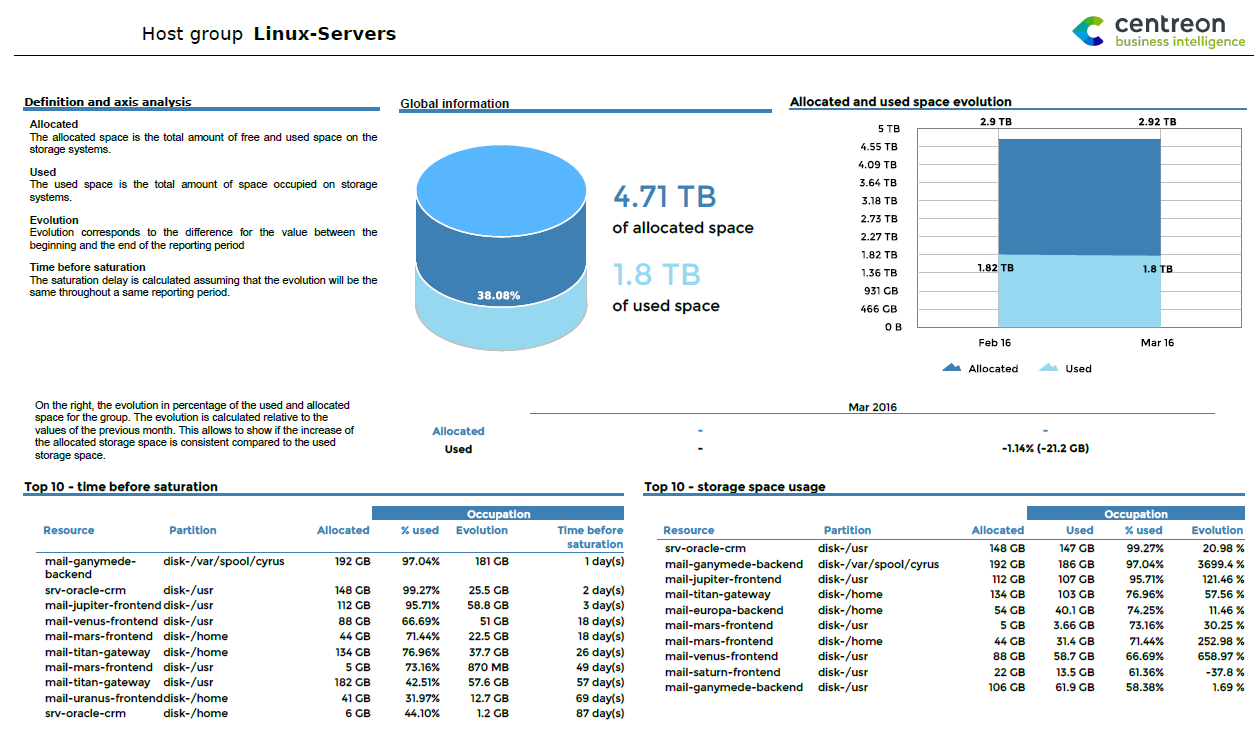 Host group Linux-Servers
centreon
business intelligence
Definition and axis analysis
Allocated
The allocated space is the total amount of free and used space on the
storage systems.
Used
The used space is the total amount of space occupied on storage
systems.
Evolution
Evolution corresponds to the difference for the value between the
beginning and the end of the reporting period
Time before saturation
The saturation delay is calculated assuming that the evolution will be the
same throughout a same reporting period.
Global information
38.08%
4.71 TB
of allocated space
1.8 TB
of used space
Allocated and used space evolution
2.9 TB 2.92 TB
5 TB
4.55 TB
4.09 TB
3.64 TB
3.18 TB
2.73 TB
2.27 TB
1.82 TB
1.36 TB
931 GB
466 GB
0 B
1.82 TB 1.8 TB
Feb 16 Mar 16
Allocated Used
On the right, the evolution in percentage of the used and allocated
space for the group. The evolution is calculated relative to the
values of the previous month. This allows to show if the increase of
the allocated storage space is consistent compared to the used
storage space.
Mar 2016
Allocated - -
Used - -1.14% (-21.2 GB)
Top 10 - time before saturation
Occupation
Resource Partition Allocated % used Evolution Time before
saturation
mail-ganymede- disk-/var/spool/cyrus 192 GB 97.04% 181 GB 1 day(s)
backend
srv-oracle-crm disk-/usr 148 GB 99.27% 25.5 GB 2 day(s)
mail-jupiter-frontend disk-/usr 112 GB 95.71% 58.8 GB 3 day(s)
mail-venus-frontend disk-/usr 88 GB 66.69% 51 GB 18 day(s)
mail-mars-frontend disk-/home 44 GB 71.44% 22.5 GB 18 day(s)
mail-titan-gateway disk-/home 134 GB 76.96% 37.7 GB 26 day(s)
mail-mars-frontend disk-/usr 5 GB 73.16% 870 MB 49 day(s)
mail-titan-gateway disk-/usr 182 GB 42.51% 57.6 GB 57 day(s)
mail-uranus-frontend disk-/home 41 GB 31.97% 12.7 GB 69 day(s)
srv-oracle-crm disk-/home 6 GB 44.10% 1.2 GB 87 day(s)
Top 10 - storage space usage
Occupation
Resource Partition Allocated Used % used Evolution
srv-oracle-crm disk-/usr 148 GB 147 GB 99.27% 20.98 %
mail-ganymede-backend disk-/var/spool/cyrus 192 GB 186 GB 97.04% 3699.4 %
mail-jupiter-frontend disk-/usr 112 GB 107 GB 95.71% 121.46 %
mail-titan-gateway disk-/home 134 GB 103 GB 76.96% 57.56 %
mail-europa-backend disk-/home 54 GB 40.1 GB 74.25% 11.46 %
mail-mars-frontend disk-/usr 5 GB 3.66 GB 73.16% 30.25 %
mail-mars-frontend disk-/home 44 GB 31.4 GB 71.44% 252.98 %
mail-venus-frontend disk-/usr 88 GB 58.7 GB 66.69% 658.97 %
mail-saturn-frontend disk-/usr 22 GB 13.5 GB 61.36% -37.8 %
mail-ganymede-backend disk-/usr 106 GB 61.9 GB 58.38% 1.69 %